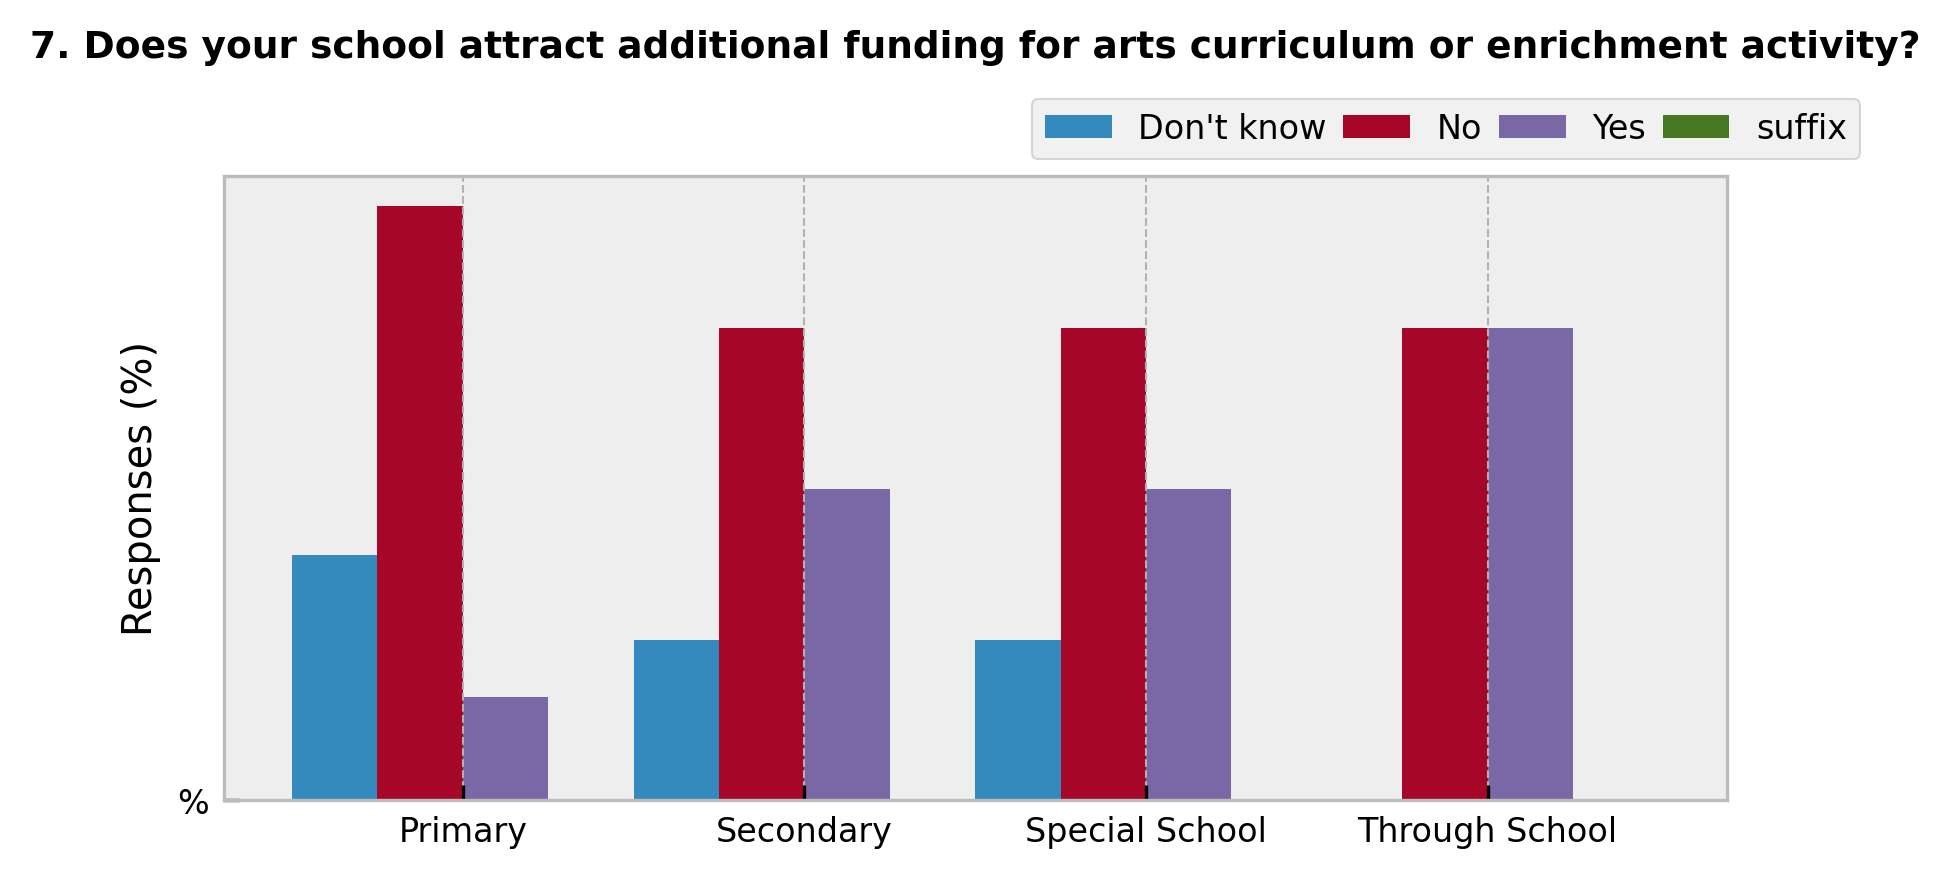 7. Does your school attract additional funding for arts curriculum or enrichment activity?
Don't know No Yes suffix
Responses (%)
%
Primary Secondary Special School Through School